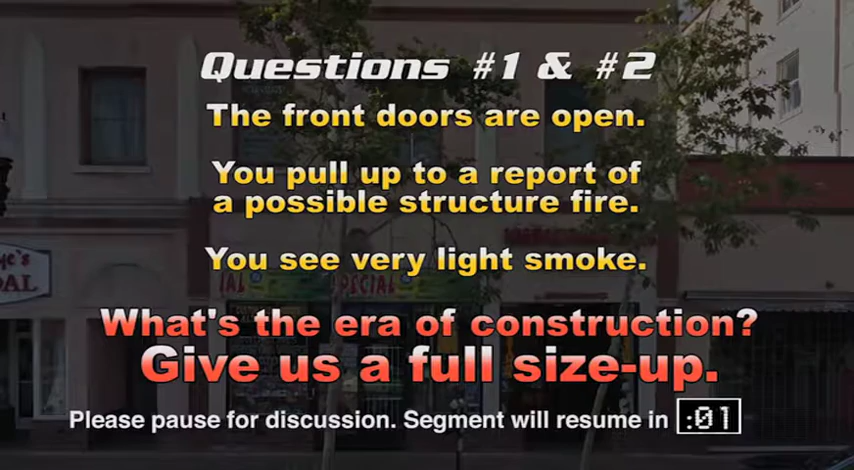 Questions #1 & #2
The front doors are open.
You pull up to a report of
a possible structure fire.
You see very light smoke.
SPECIAL
What's the era of construction?
Give us a full size-up.
Please pause for discussion. Segment will resume in :01